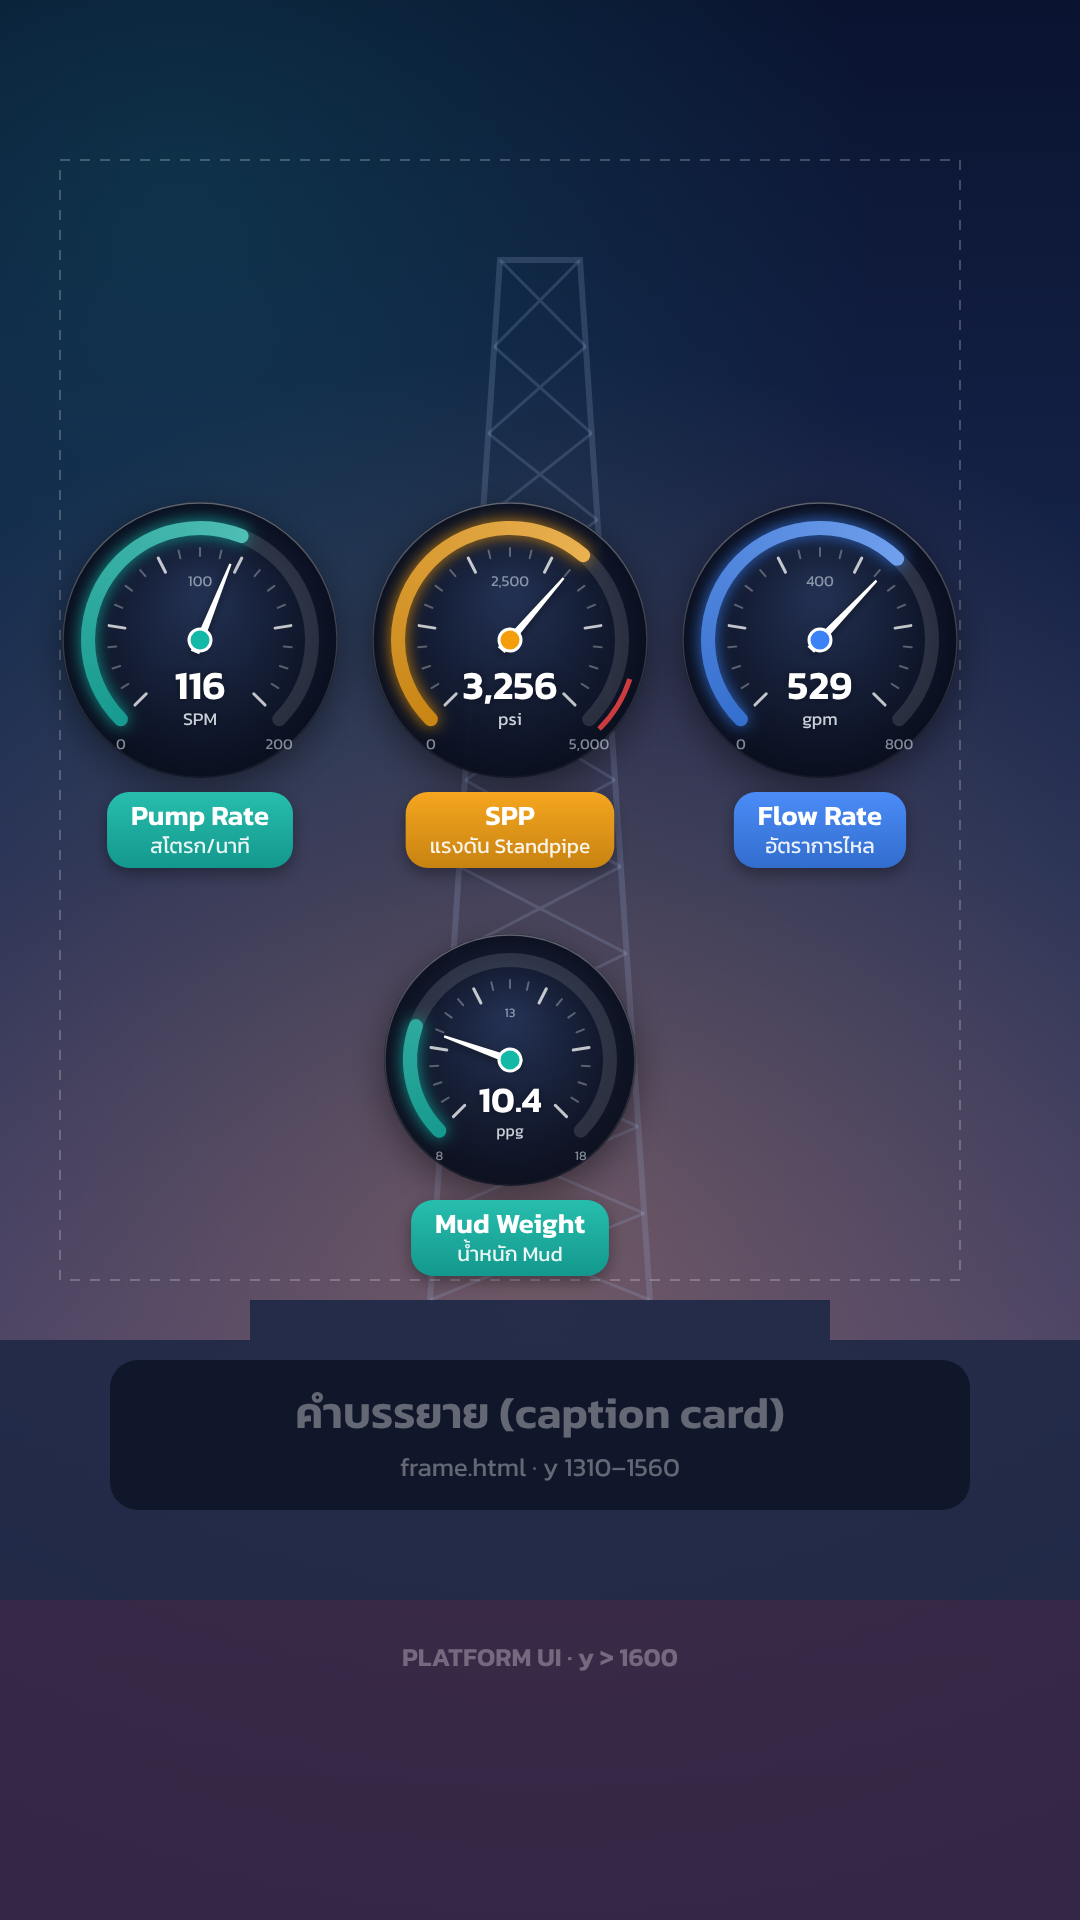 100
116
SPM
0 200
2,500
3,256
psi
0 5,000
400
529
gpm
0 800
Pump Rate
สโตรก/นาที
SPP
แรงดัน Standpipe
Flow Rate
อัตราการไหล
13
10.4
ppg
8 18
Mud Weight
น้ำหนัก Mud
คำบรรยาย (caption card)
frame.html · y 1310–1560
PLATFORM UI · y > 1600